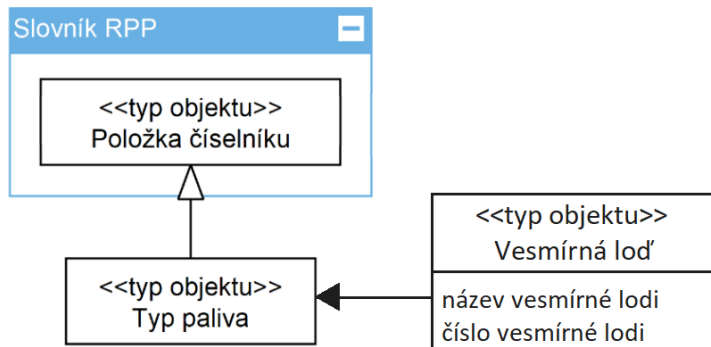 Slovník RPP
<<typ objektu>>
Položka číselníku
<<typ objektu>>
Typ paliva
<<typ objektu>>
Vesmírná loď
název vesmírné lodi
číslo vesmírné lodi